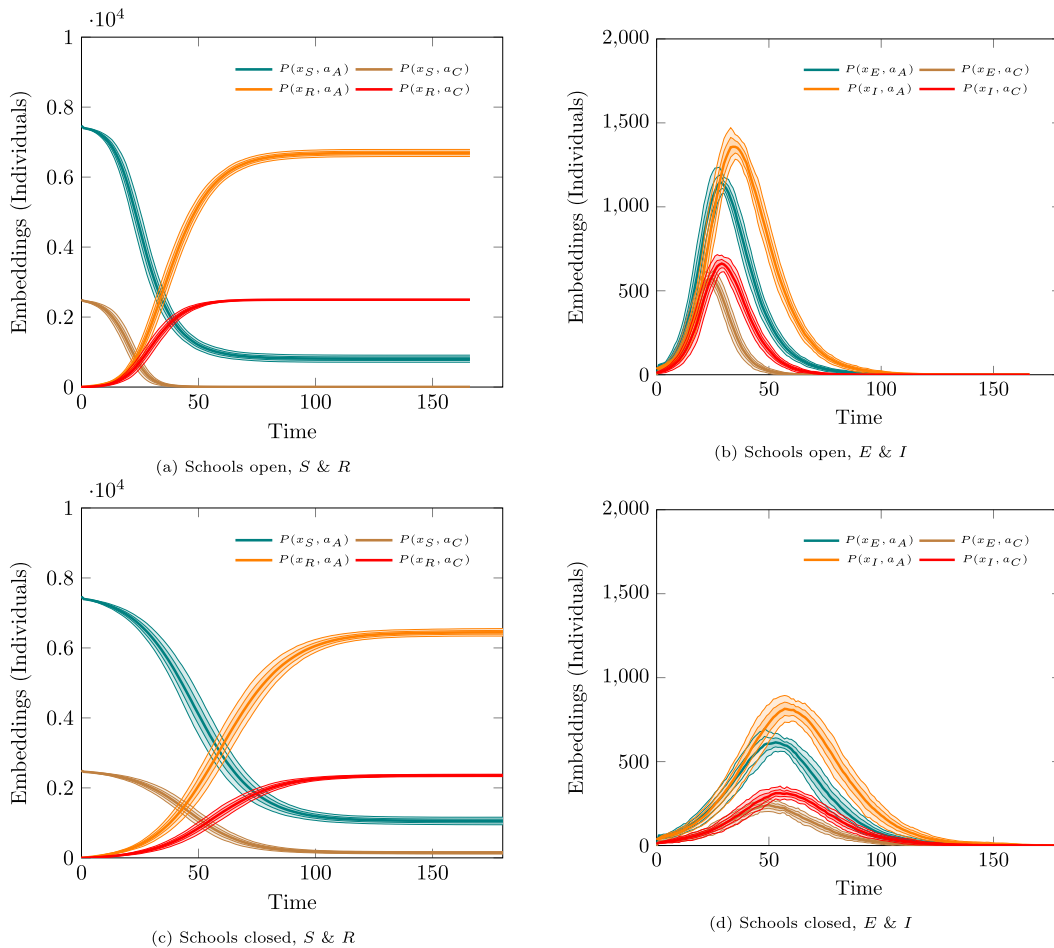 ·10⁴
1
0.8
0.6
0.4
0.2
0
0 50 100 150
Embeddings (Individuals)
Time
P(x_S, a_A) P(x_S, a_C)
P(x_R, a_A) P(x_R, a_C)
(a) Schools open, S & R
2,000
1,500
1,000
500
0
0 50 100 150
Embeddings (Individuals)
Time
P(x_E, a_A) P(x_E, a_C)
P(x_I, a_A) P(x_I, a_C)
(b) Schools open, E & I
·10⁴
1
0.8
0.6
0.4
0.2
0
0 50 100 150
Embeddings (Individuals)
Time
P(x_S, a_A) P(x_S, a_C)
P(x_R, a_A) P(x_R, a_C)
(c) Schools closed, S & R
2,000
1,500
1,000
500
0
0 50 100 150
Embeddings (Individuals)
Time
P(x_E, a_A) P(x_E, a_C)
P(x_I, a_A) P(x_I, a_C)
(d) Schools closed, E & I